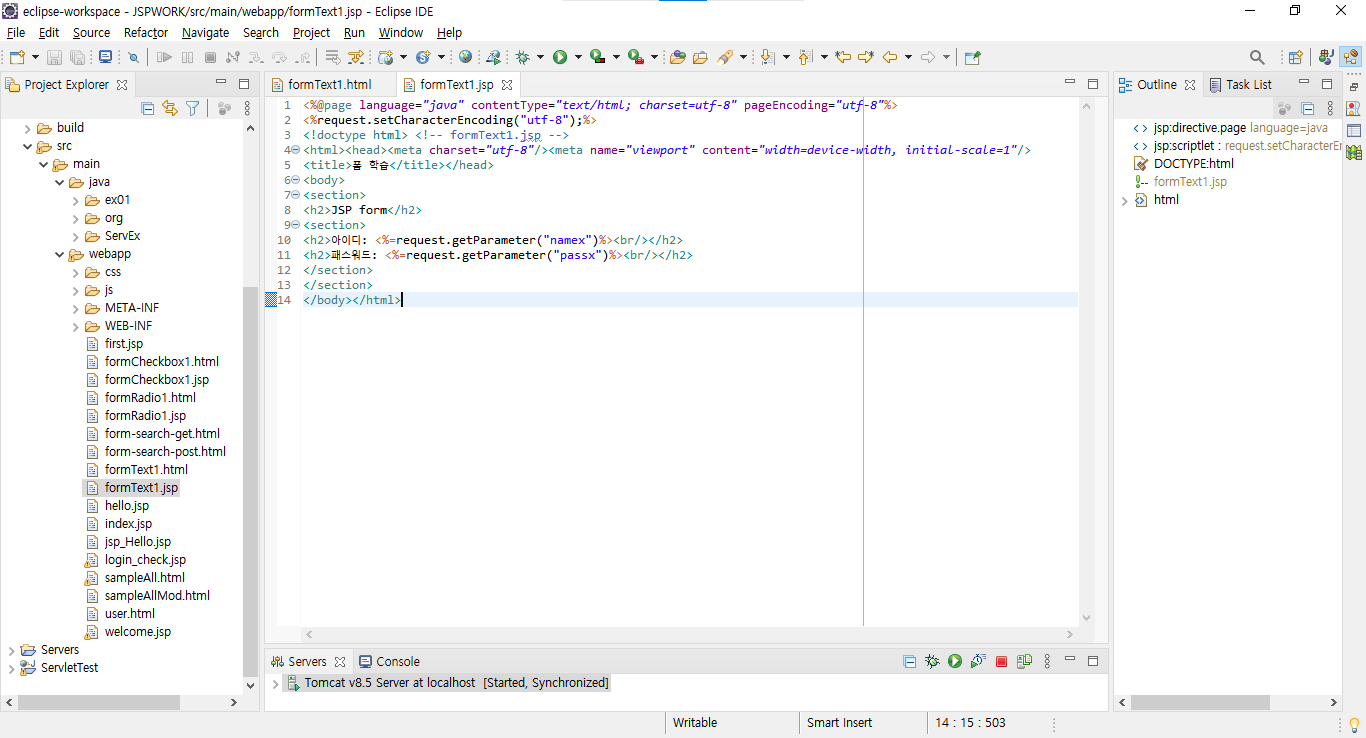 eclipse-workspace - JSPWORK/src/main/webapp/formText1.jsp - Eclipse IDE
File Edit Source Refactor Navigate Search Project Run Window Help
Project Explorer
build
src
main
java
ex01
org
ServEx
webapp
css
js
META-INF
WEB-INF
first.jsp
formCheckbox1.html
formCheckbox1.jsp
formRadio1.html
formRadio1.jsp
form-search-get.html
form-search-post.html
formText1.html
formText1.jsp
hello.jsp
index.jsp
jsp_Hello.jsp
login_check.jsp
sampleAll.html
sampleAllMod.html
user.html
welcome.jsp
Servers
ServletTest
formText1.html formText1.jsp
1 <%@page language="java" contentType="text/html; charset=utf-8" pageEncoding="utf-8"%>
2 <%request.setCharacterEncoding("utf-8");%>
3 <!doctype html> <!-- formText1.jsp -->
4 <html><head><meta charset="utf-8"/><meta name="viewport" content="width=device-width, initial-scale=1"/>
5 <title>폼 학습</title></head>
6 <body>
7 <section>
8 <h2>JSP form</h2>
9 <section>
10 <h2>아이디: <%=request.getParameter("namex")%><br/></h2>
11 <h2>패스워드: <%=request.getParameter("passx")%><br/></h2>
12 </section>
13 </section>
14 </body></html>
Servers Console
Tomcat v8.5 Server at localhost [Started, Synchronized]
Outline Task List
jsp:directive.page language=java
jsp:scriptlet : request.setCharacterEr
DOCTYPE:html
formText1.jsp
html
Writable Smart Insert 14 : 15 : 503